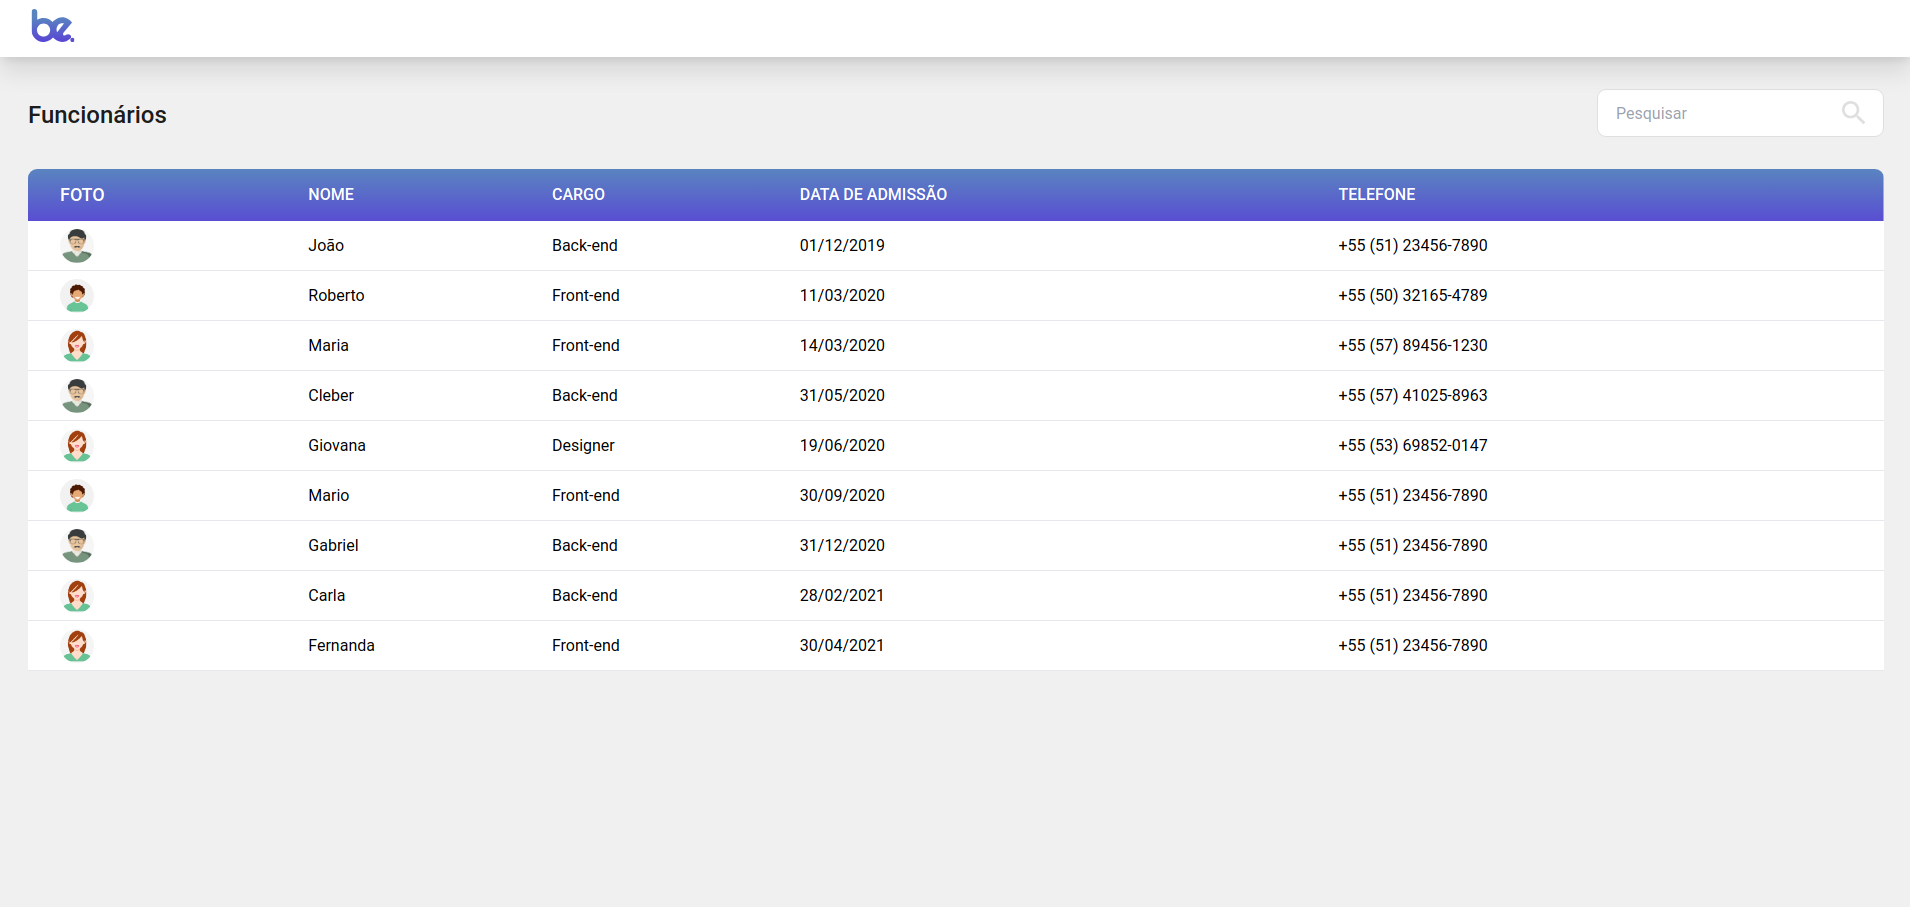 be.
Funcionários
Pesquisar
FOTO NOME CARGO DATA DE ADMISSÃO TELEFONE
João Back-end 01/12/2019 +55 (51) 23456-7890
Roberto Front-end 11/03/2020 +55 (50) 32165-4789
Maria Front-end 14/03/2020 +55 (57) 89456-1230
Cleber Back-end 31/05/2020 +55 (57) 41025-8963
Giovana Designer 19/06/2020 +55 (53) 69852-0147
Mario Front-end 30/09/2020 +55 (51) 23456-7890
Gabriel Back-end 31/12/2020 +55 (51) 23456-7890
Carla Back-end 28/02/2021 +55 (51) 23456-7890
Fernanda Front-end 30/04/2021 +55 (51) 23456-7890